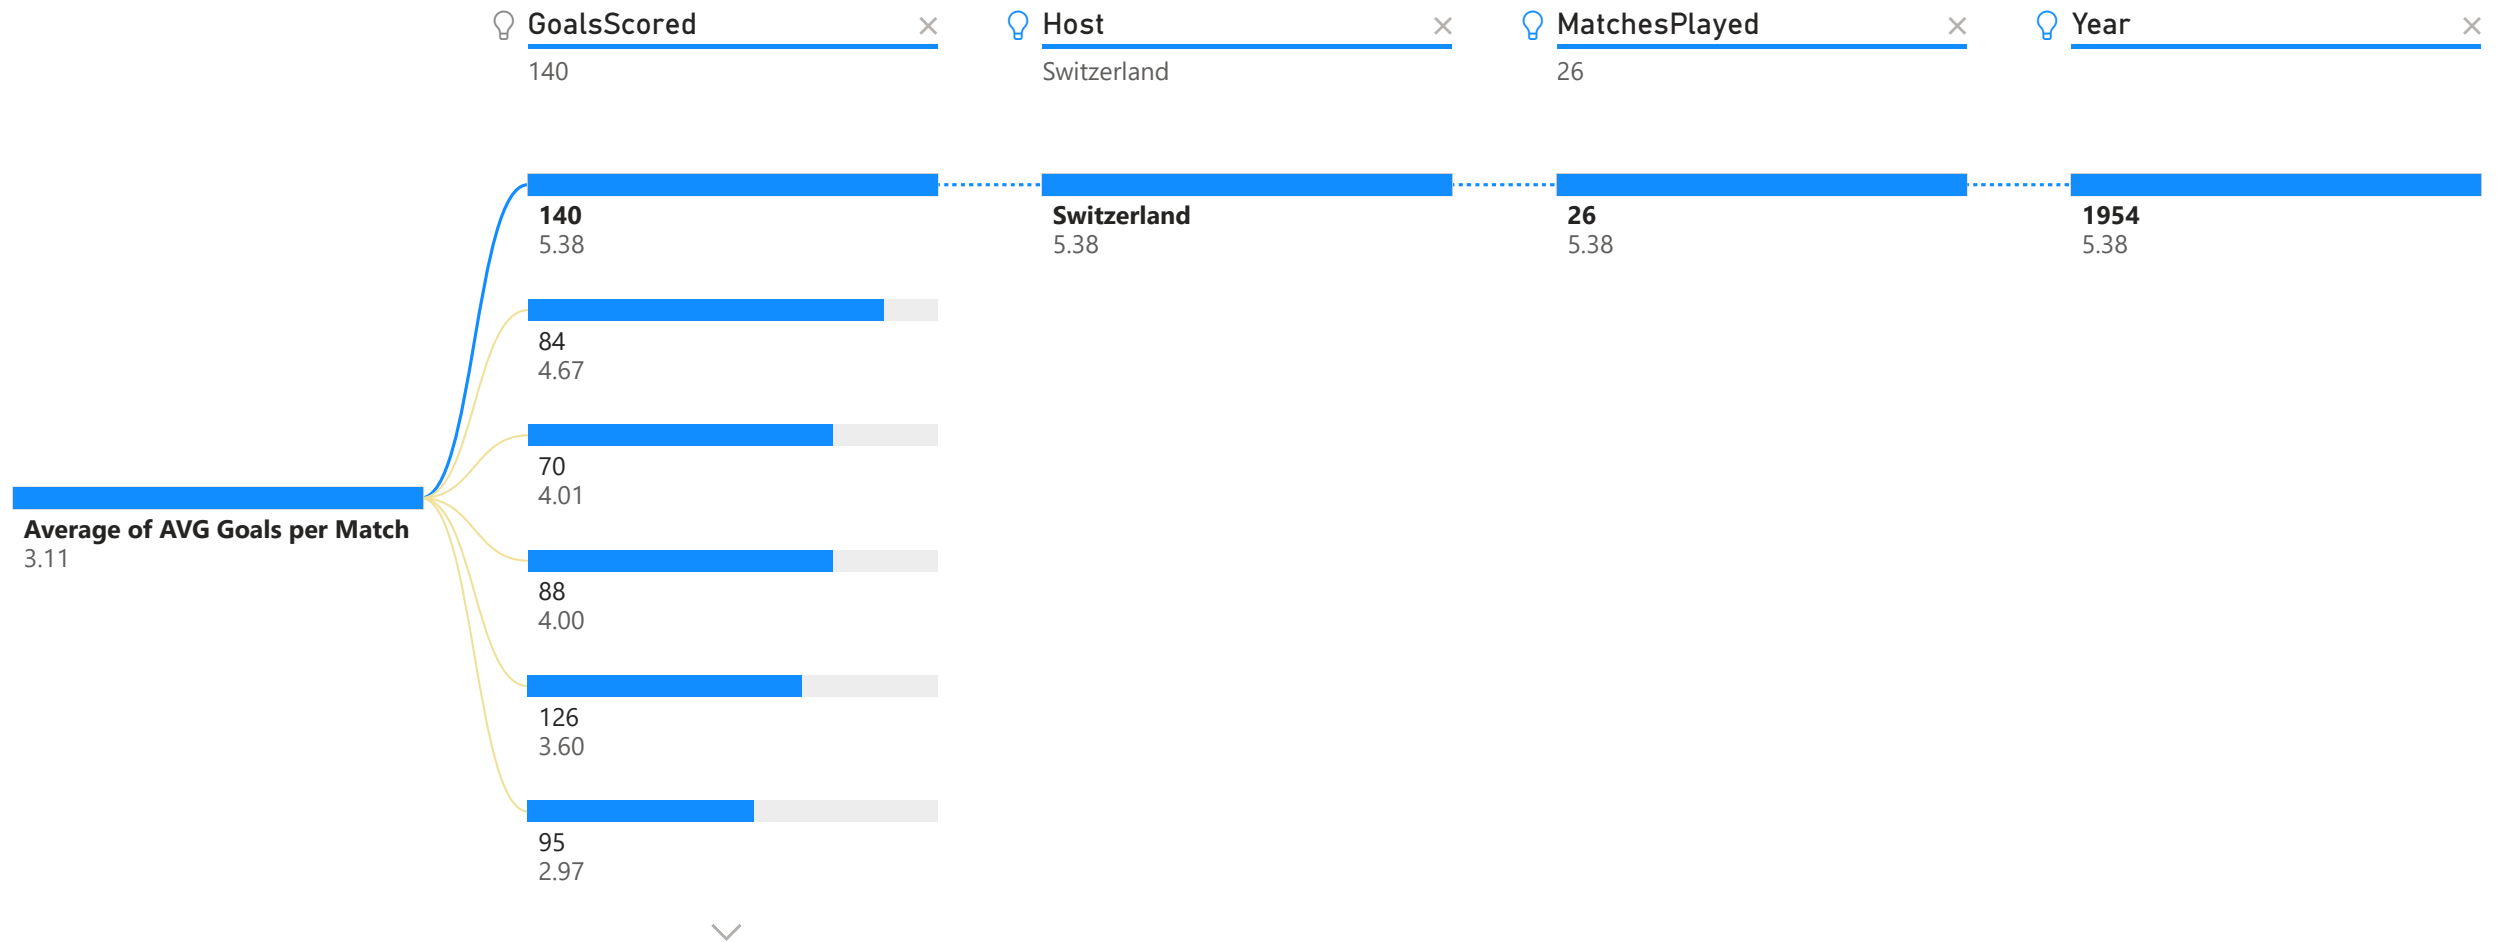 GoalsScored
140
Host
Switzerland
MatchesPlayed
26
Year
140
5.38
Switzerland
5.38
26
5.38
1954
5.38
84
4.67
70
4.01
Average of AVG Goals per Match
3.11
88
4.00
126
3.60
95
2.97